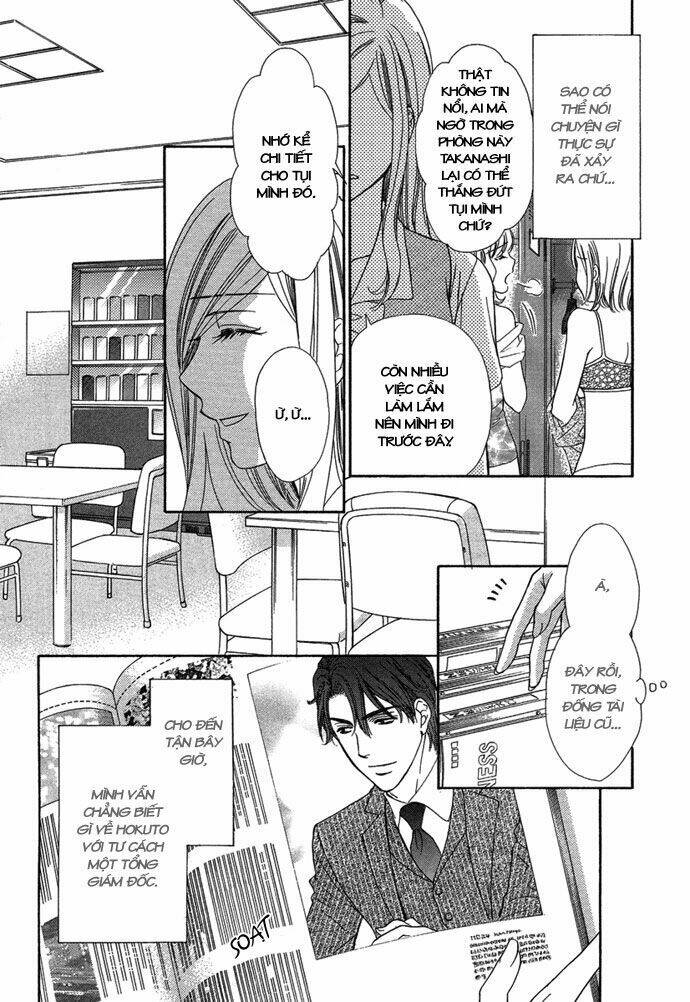 SAO CÓ
THỂ NÓI
CHUYỆN GÌ
THỰC SỰ
ĐÃ XẢY
RA CHỨ...
THẬT
KHÔNG TIN
NỔI, AI MÀ
NGỜ TRONG
PHÒNG NÀY
TAKANASHI
LẠI CÓ THỂ
THẮNG ĐỨT
TỤI MÌNH
CHỨ?
NHỚ KỂ
CHI TIẾT
CHO TỤI
MÌNH ĐÓ.
CÒN NHIỀU
VIỆC CẦN
LÀM LẮM
NÊN MÌNH ĐI
TRƯỚC ĐÂY.
Ừ, Ừ...
À,
ĐÂY RỒI,
TRONG
ĐỐNG TÀI
LIỆU CŨ...
NESS
CHO ĐẾN
TẬN BÂY
GIỜ,
MÌNH VẪN
CHẲNG BIẾT
GÌ VỀ HOKUTO
VỚI TƯ CÁCH
MỘT TỔNG
GIÁM ĐỐC.
SOẠT